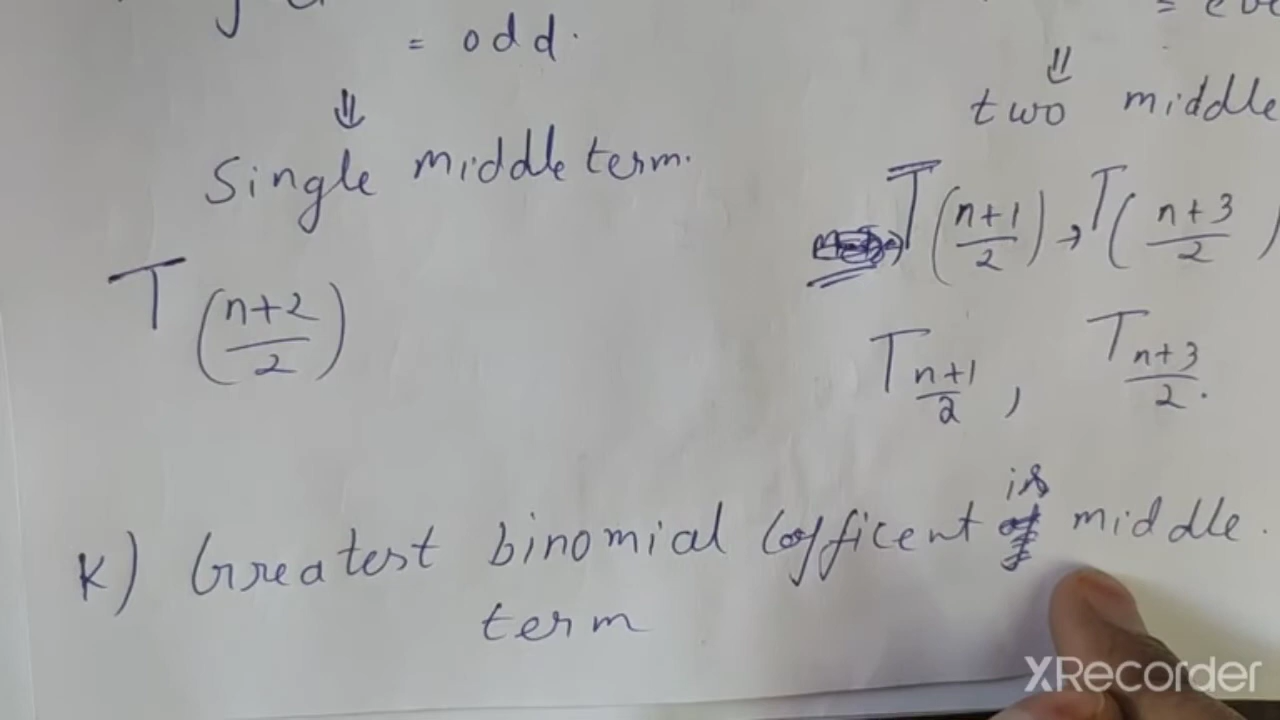 = odd.
⇓
Single middle term.
T((n+2)/2)
⇓
two middle
T((n+1)/2), T((n+3)/2)
T(n+1)/2, T(n+3)/2.
K) Greatest binomial Cofficent is middle.
term
XRecorder